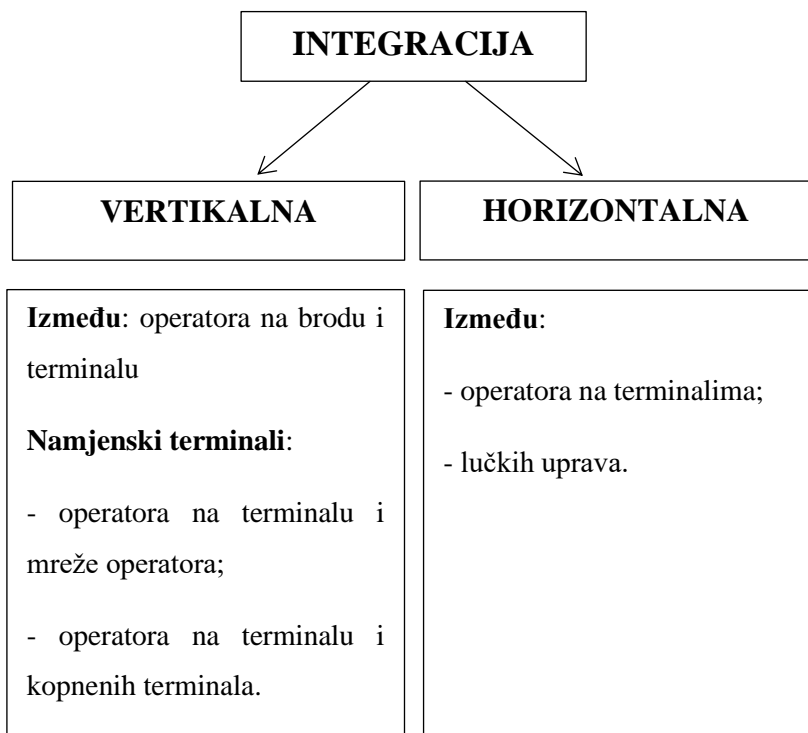 INTEGRACIJA
VERTIKALNA
HORIZONTALNA
Između: operatora na brodu i
terminalu
Namjenski terminali:
- operatora na terminalu i
mreže operatora;
- operatora na terminalu i
kopnenih terminala.
Između:
- operatora na terminalima;
- lučkih uprava.